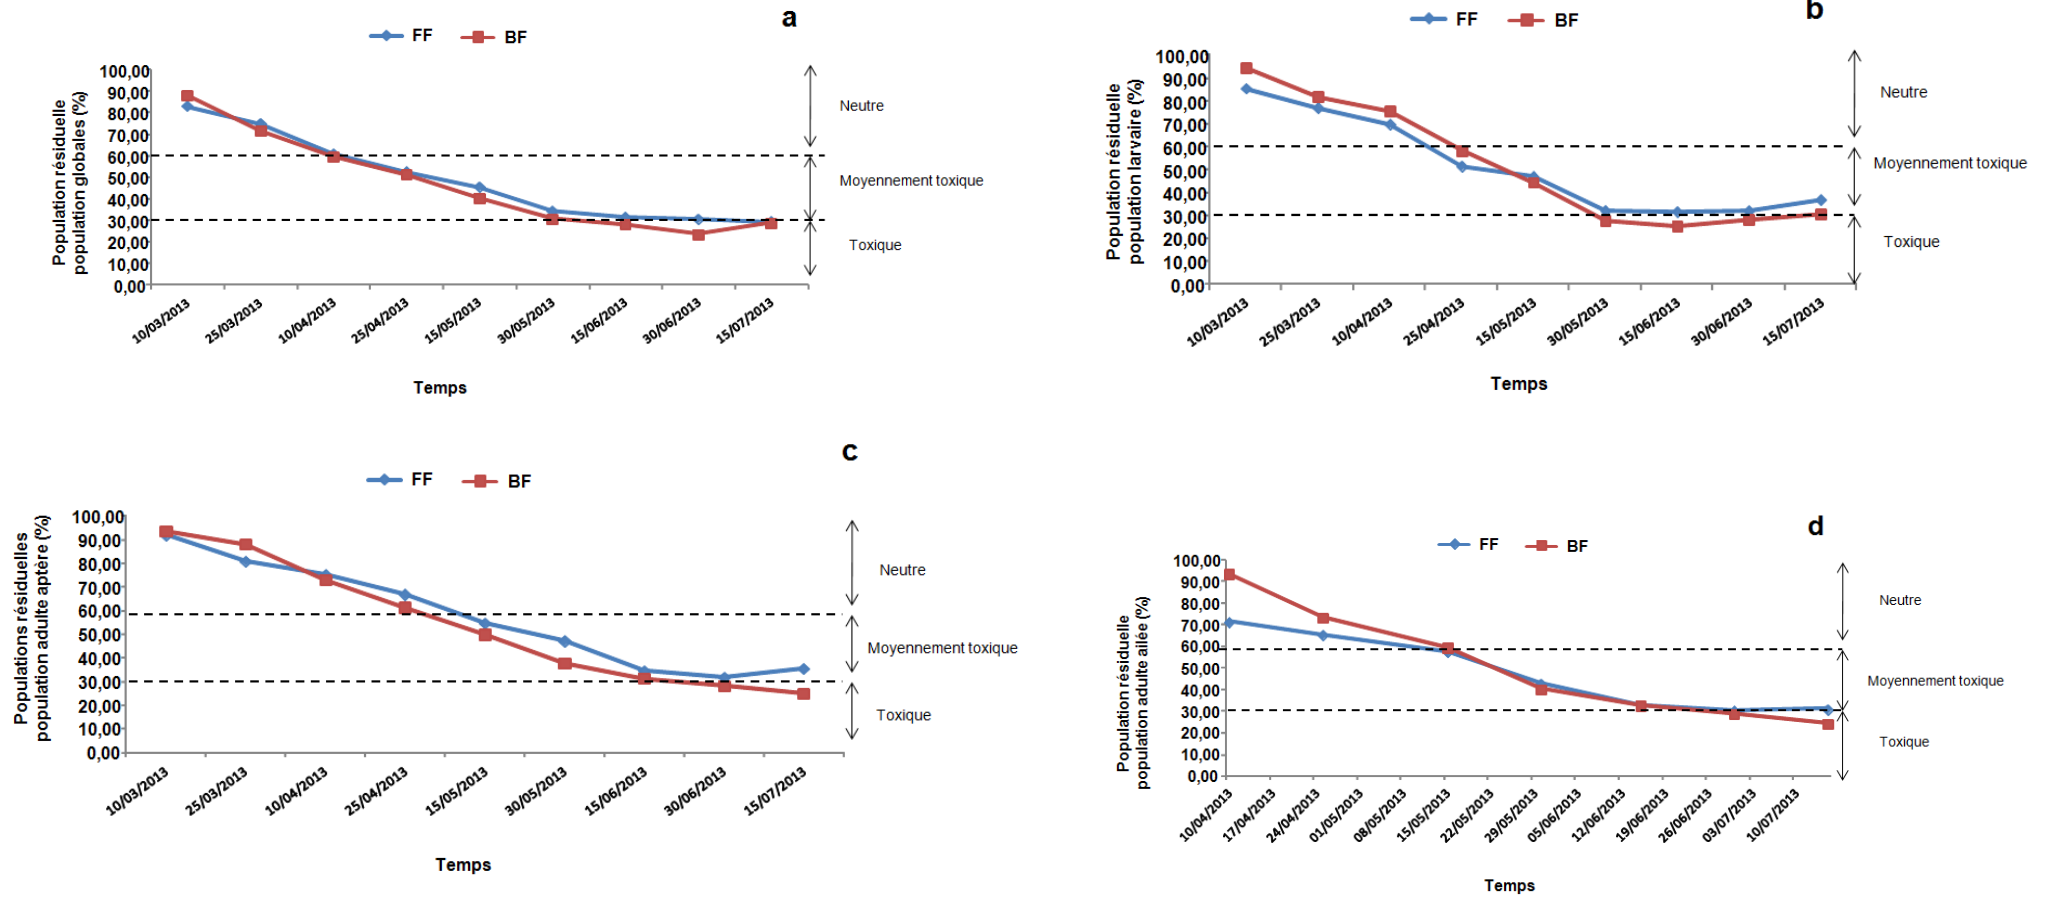 a
FF BF
Population résiduelle
population globales (%)
100,00
90,00
80,00
70,00
60,00
50,00
40,00
30,00
20,00
10,00
0,00
Neutre
Moyennement toxique
Toxique
10/03/2013 25/03/2013 10/04/2013 25/04/2013 15/05/2013 30/05/2013 15/06/2013 30/06/2013 15/07/2013
Temps
b
FF BF
Population résiduelle
population larvaire (%)
100,00
90,00
80,00
70,00
60,00
50,00
40,00
30,00
20,00
10,00
0,00
Neutre
Moyennement toxique
Toxique
10/03/2013 25/03/2013 10/04/2013 25/04/2013 15/05/2013 30/05/2013 15/06/2013 30/06/2013 15/07/2013
Temps
c
FF BF
Populations résiduelles
population adulte aptère (%)
100,00
90,00
80,00
70,00
60,00
50,00
40,00
30,00
20,00
10,00
0,00
Neutre
Moyennement toxique
Toxique
10/03/2013 25/03/2013 10/04/2013 25/04/2013 15/05/2013 30/05/2013 15/06/2013 30/06/2013 15/07/2013
Temps
d
FF BF
Population résiduelle
population adulte ailée (%)
100,00
90,00
80,00
70,00
60,00
50,00
40,00
30,00
20,00
10,00
0,00
Neutre
Moyennement toxique
Toxique
10/04/2013 17/04/2013 24/04/2013 01/05/2013 08/05/2013 15/05/2013 22/05/2013 29/05/2013 05/06/2013 12/06/2013 19/06/2013 26/06/2013 03/07/2013 10/07/2013
Temps